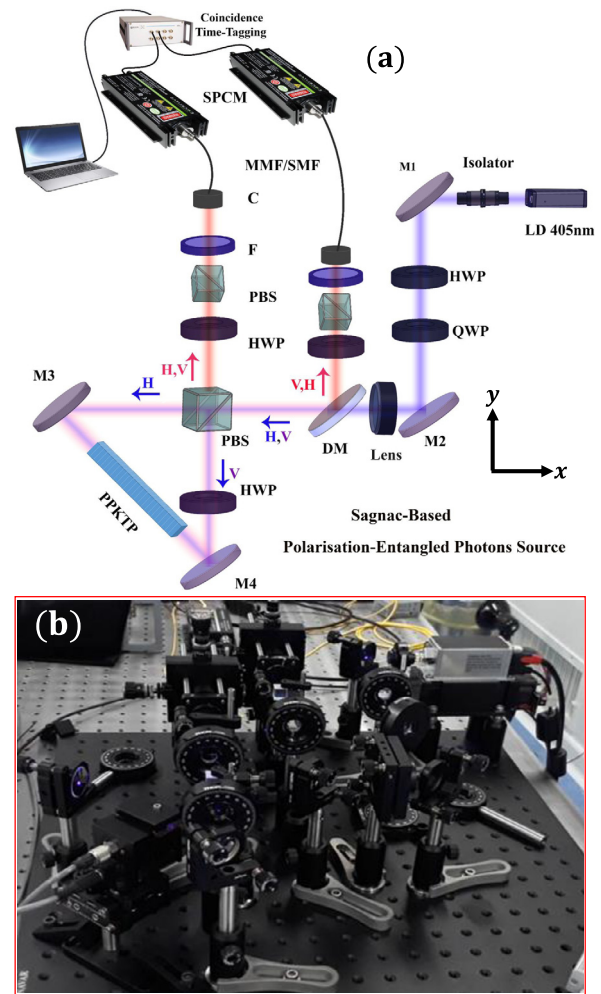 Coincidence
Time-Tagging
(a)
SPCM
MMF/SMF
M1
Isolator
C
LD 405nm
F
HWP
PBS
QWP
HWP
H,V
V,H
M3
H
y
PBS
H,V
DM
Lens
M2
x
V
HWP
PPKTP
Sagnac-Based
Polarisation-Entangled Photons Source
M4
(b)